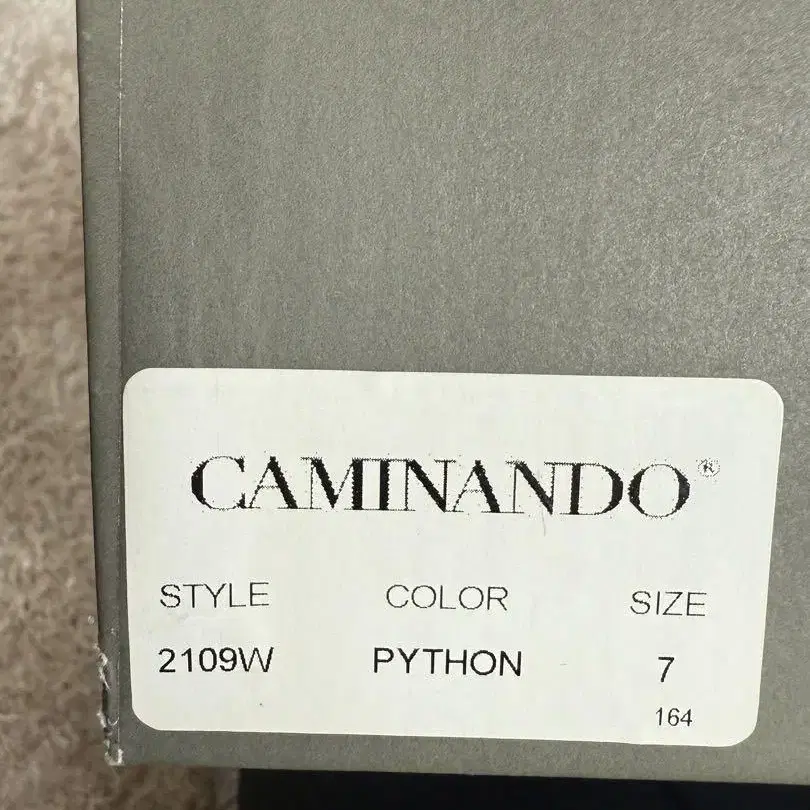 CAMINANDO®
STYLE COLOR SIZE
2109W PYTHON 7
164